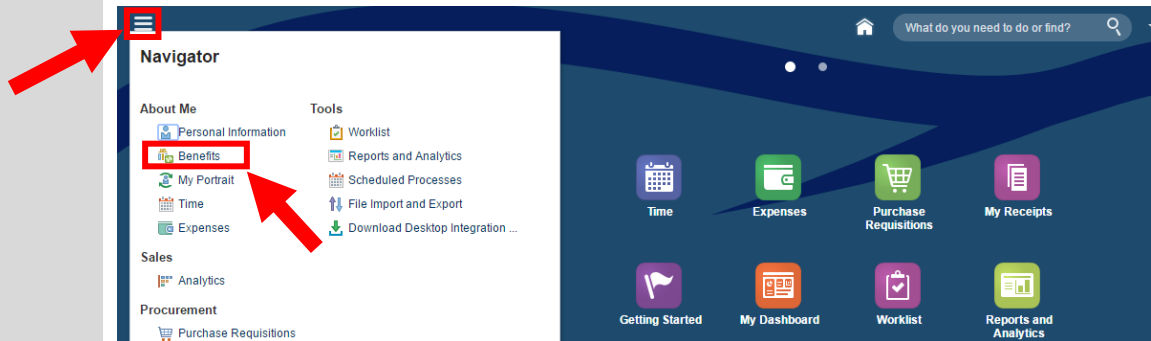 What do you need to do or find?
Navigator
About Me
Personal Information
Benefits
My Portrait
Time
Expenses
Sales
Analytics
Procurement
Purchase Requisitions
Tools
Worklist
Reports and Analytics
Scheduled Processes
File Import and Export
Download Desktop Integration ...
Time
Expenses
Purchase
Requisitions
My Receipts
Getting Started
My Dashboard
Worklist
Reports and
Analytics